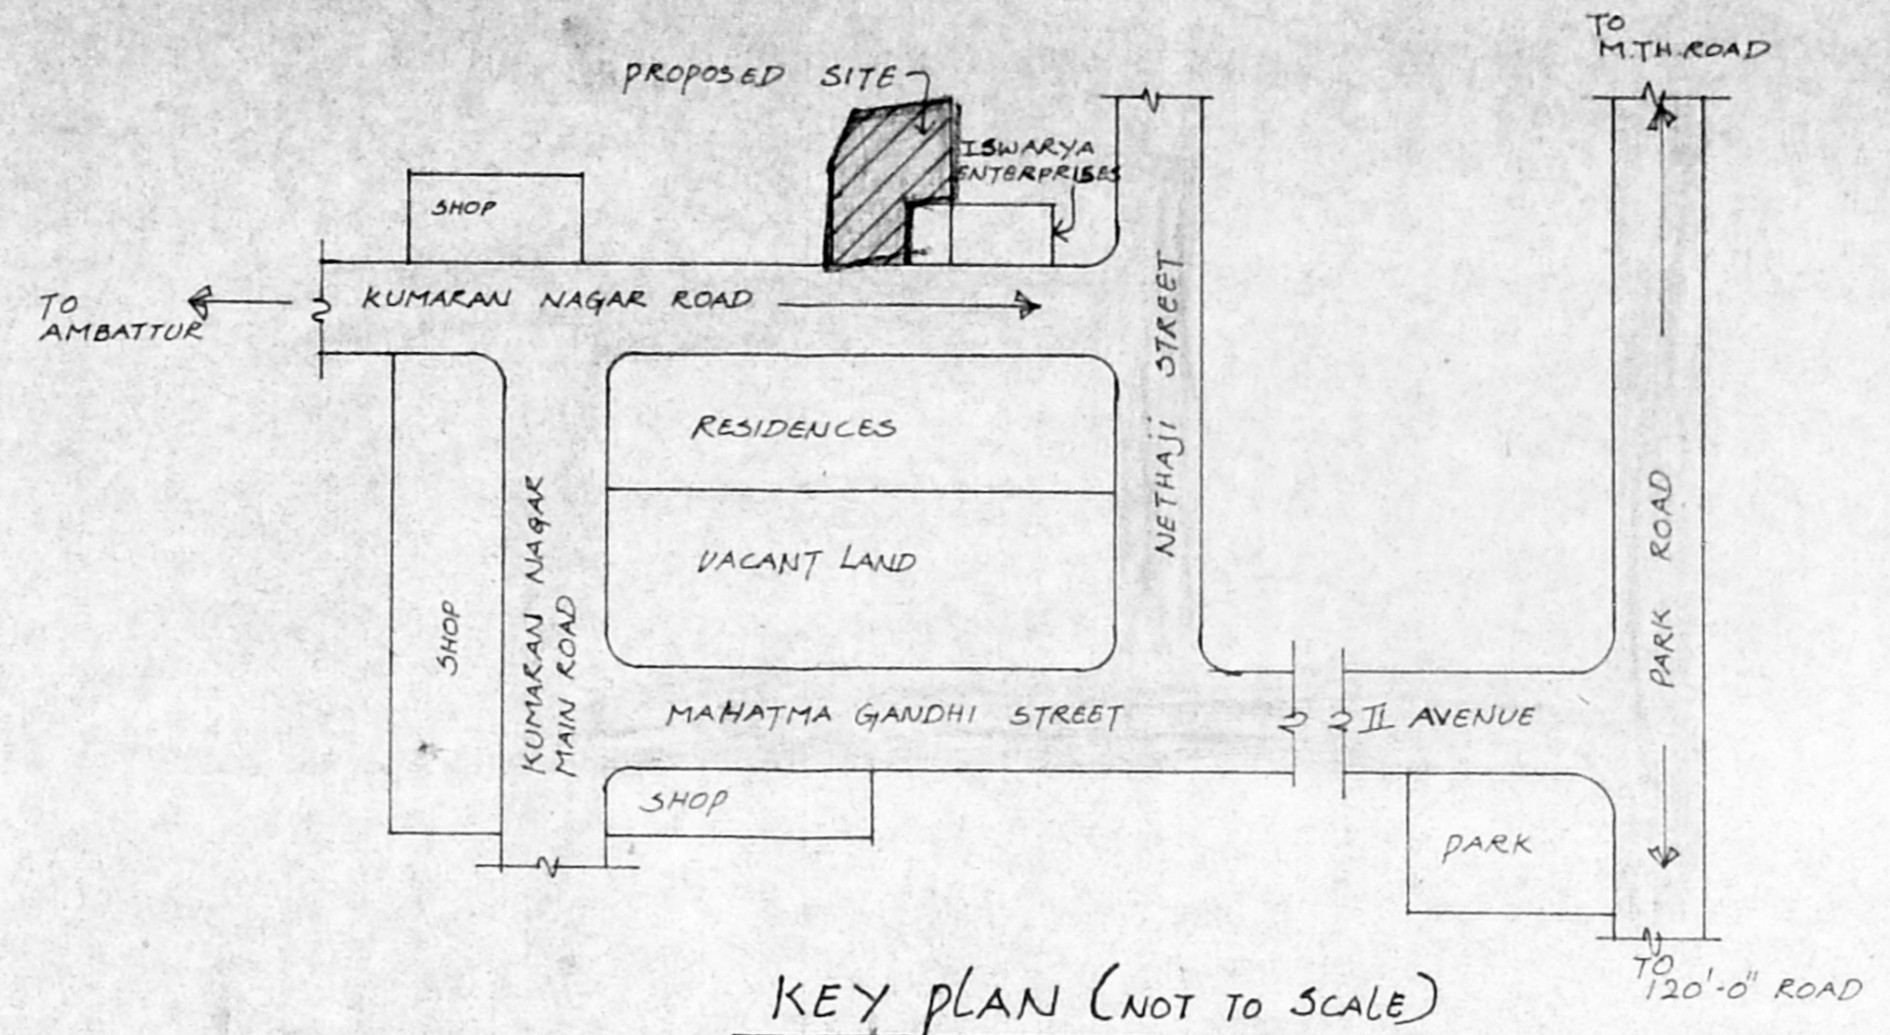 TO
M.TH.ROAD
PROPOSED SITE
ISWARYA
ENTERPRISES
SHOP
TO
AMBATTUR
KUMARAN NAGAR ROAD
NETHAJI STREET
RESIDENCES
VACANT LAND
SHOP
KUMARAN NAGAR
MAIN ROAD
PARK ROAD
MAHATMA GANDHI STREET
II AVENUE
SHOP
PARK
TO
120'-0" ROAD
KEY PLAN (NOT TO SCALE)